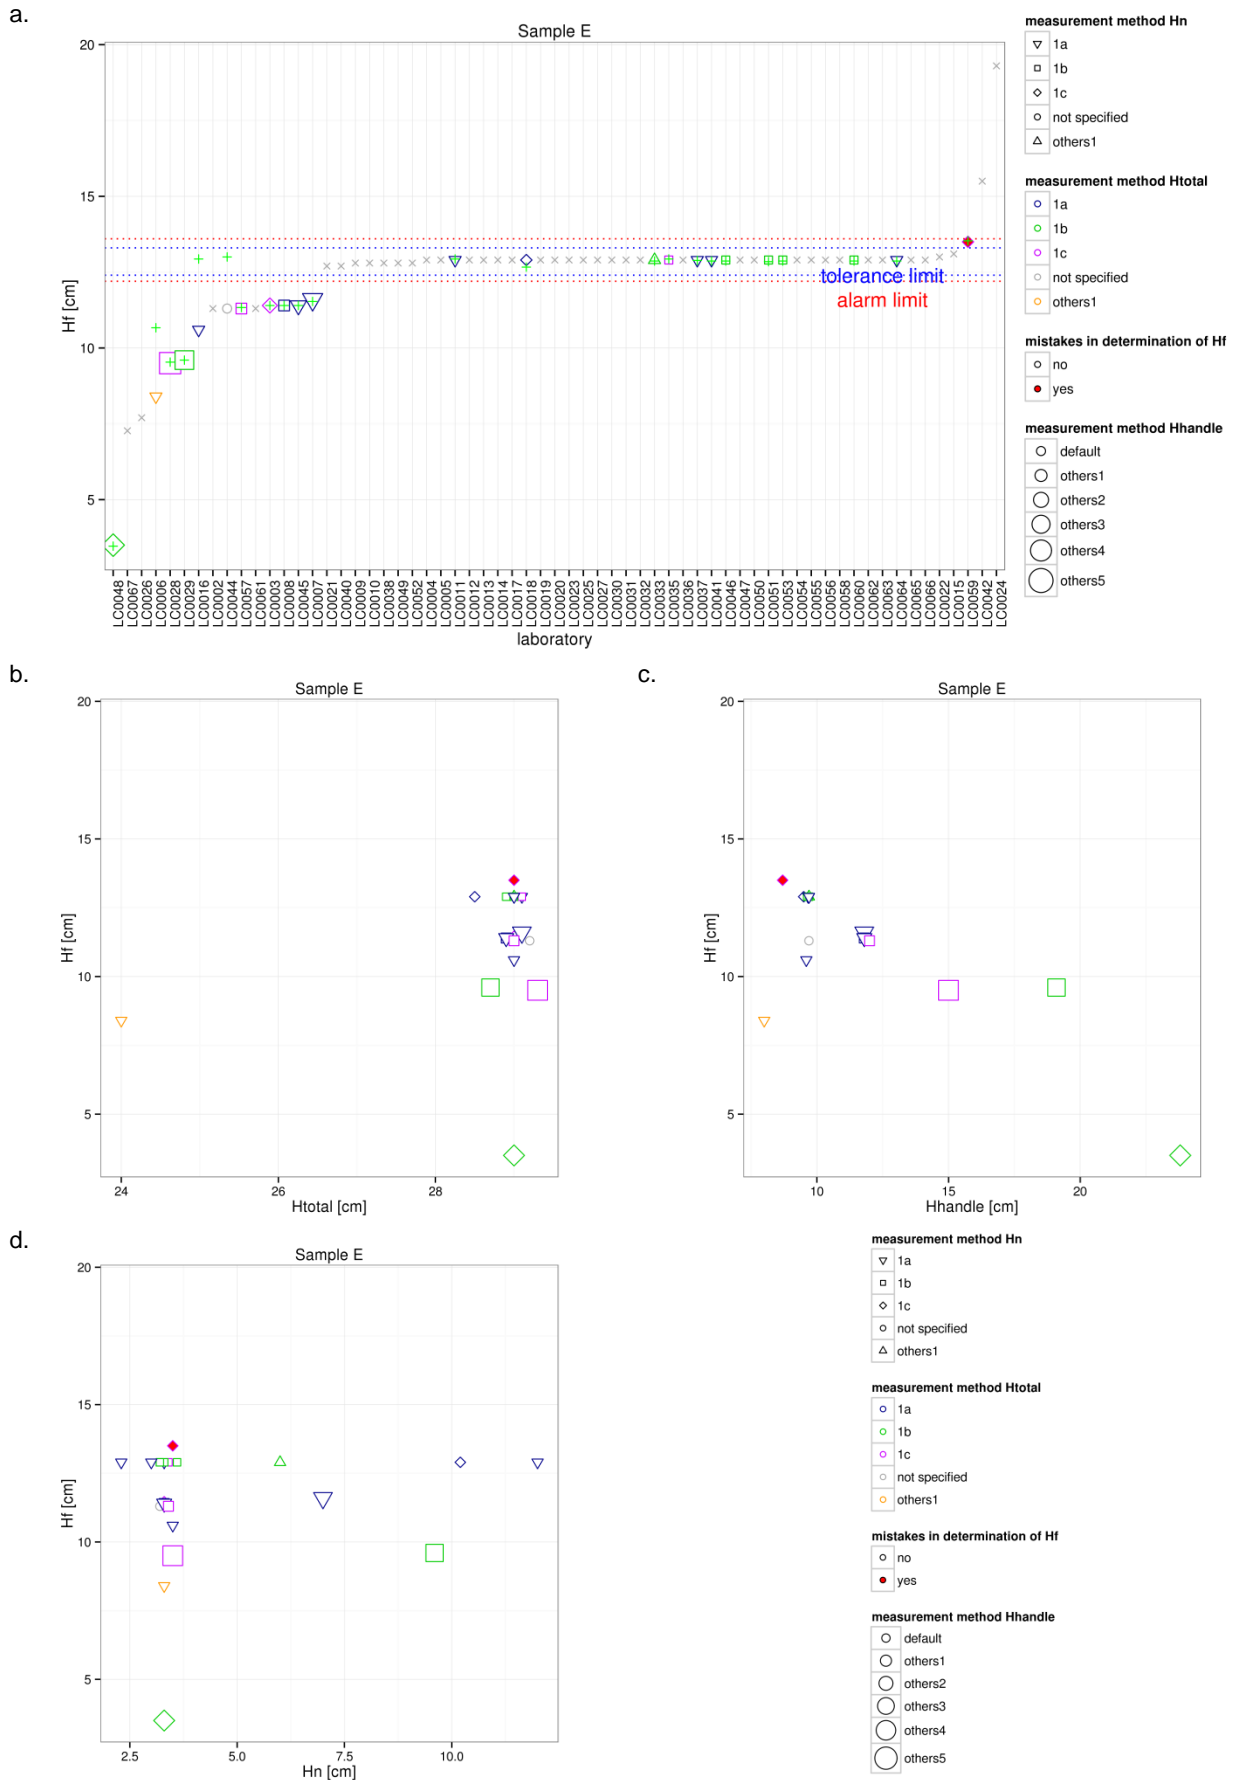 a.
Sample E
20
15
10
5
Hf [cm]
tolerance limit
alarm limit
LC0048
LC0067
LC0026
LC0006
LC0028
LC0029
LC0016
LC0002
LC0044
LC0057
LC0061
LC0003
LC0008
LC0045
LC0007
LC0021
LC0040
LC0009
LC0010
LC0038
LC0049
LC0052
LC0004
LC0005
LC0011
LC0012
LC0013
LC0014
LC0017
LC0018
LC0019
LC0020
LC0023
LC0025
LC0027
LC0030
LC0031
LC0032
LC0033
LC0035
LC0036
LC0037
LC0041
LC0046
LC0047
LC0050
LC0051
LC0053
LC0054
LC0055
LC0056
LC0058
LC0060
LC0062
LC0063
LC0064
LC0065
LC0066
LC0022
LC0015
LC0059
LC0042
LC0024
laboratory
measurement method Hn
1a
1b
1c
not specified
others1
measurement method Htotal
1a
1b
1c
not specified
others1
mistakes in determination of Hf
no
yes
measurement method Hhandle
default
others1
others2
others3
others4
others5
b.
Sample E
20
15
10
5
Hf [cm]
24
26
28
Htotal [cm]
c.
Sample E
20
15
10
5
Hf [cm]
10
15
20
Hhandle [cm]
d.
Sample E
20
15
10
5
Hf [cm]
2.5
5.0
7.5
10.0
Hn [cm]
measurement method Hn
1a
1b
1c
not specified
others1
measurement method Htotal
1a
1b
1c
not specified
others1
mistakes in determination of Hf
no
yes
measurement method Hhandle
default
others1
others2
others3
others4
others5